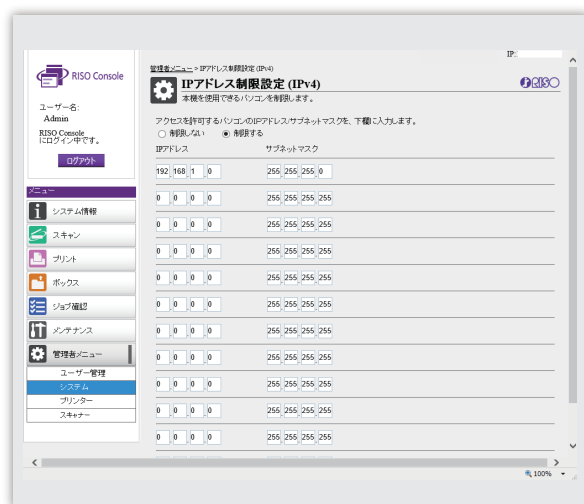 IP:
RISO Console
RISO
管理者メニュー > IPアドレス制限設定 (IPv4)
IPアドレス制限設定 (IPv4)
本機を使用できるパソコンを制限します。
ユーザー名:
Admin
RISO Console
にログイン中です。
ログアウト
アクセスを許可するパソコンのIPアドレス/サブネットマスクを、下欄に入力します。
制限しない 制限する
IPアドレス サブネットマスク
192 .168 .1 .0 255 .255 .255 .0
0 .0 .0 .0 255 .255 .255 .255
0 .0 .0 .0 255 .255 .255 .255
0 .0 .0 .0 255 .255 .255 .255
0 .0 .0 .0 255 .255 .255 .255
0 .0 .0 .0 255 .255 .255 .255
0 .0 .0 .0 255 .255 .255 .255
0 .0 .0 .0 255 .255 .255 .255
0 .0 .0 .0 255 .255 .255 .255
0 .0 .0 .0 255 .255 .255 .255
0 .0 .0 .0 255 .255 .255 .255
メニュー
システム情報
スキャン
プリント
ボックス
ジョブ確認
メンテナンス
管理者メニュー
ユーザー管理
システム
プリンター
スキャナー
100%